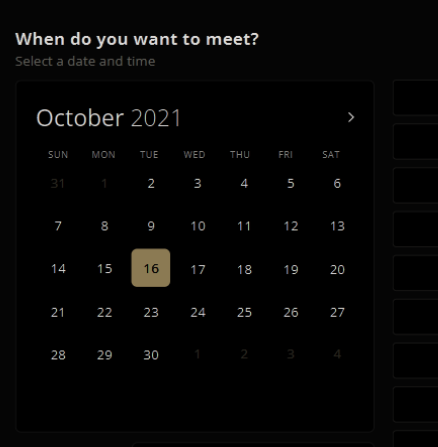 When do you want to meet?
Select a date and time
October 2021 >
SUN MON TUE WED THU FRI SAT
31 1 2 3 4 5 6
7 8 9 10 11 12 13
14 15 16 17 18 19 20
21 22 23 24 25 26 27
28 29 30 1 2 3 4